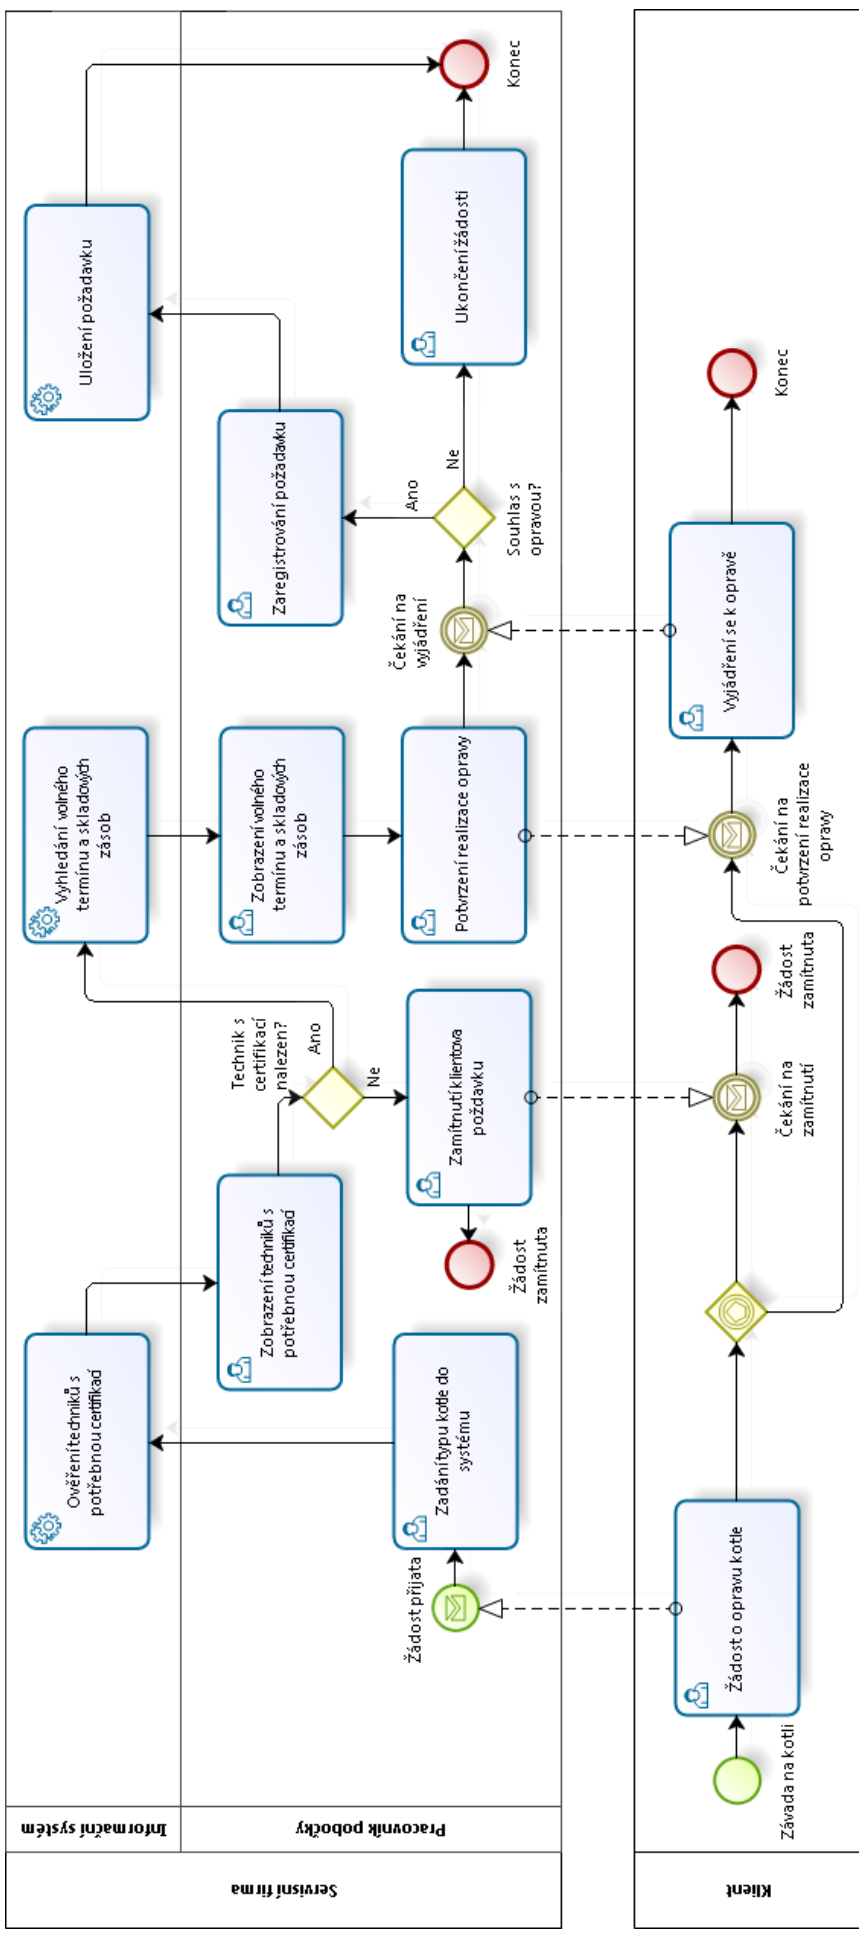 Servisní firma
Informační systém
Pracovník pobočky
Ověření techniků s
potřebnou certifikací
Vyhledání volného
termínu a skladových
zásob
Uložení požadavku
Zobrazení techniků s
potřebnou certifikací
Technik s
certifikací
nalezen?
Ano
Ne
Zobrazení volného
termínu a skladových
zásob
Zaregistrování požadavku
Žádost přijata
Zadání typu kotle do
systému
Žádost
zamítnuta
Zamítnutí klientova
poždavku
Potvrzení realizace opravy
Čekání na
vyjádření
Ano
Ne
Souhlas s
opravou?
Ukončení žádosti
Konec
Klient
Závada na kotli
Žádost o opravu kotle
Čekání na
zamítnutí
Žádost
zamítnuta
Čekání na
potvrzení realizace
opravy
Vyjádření se k opravě
Konec